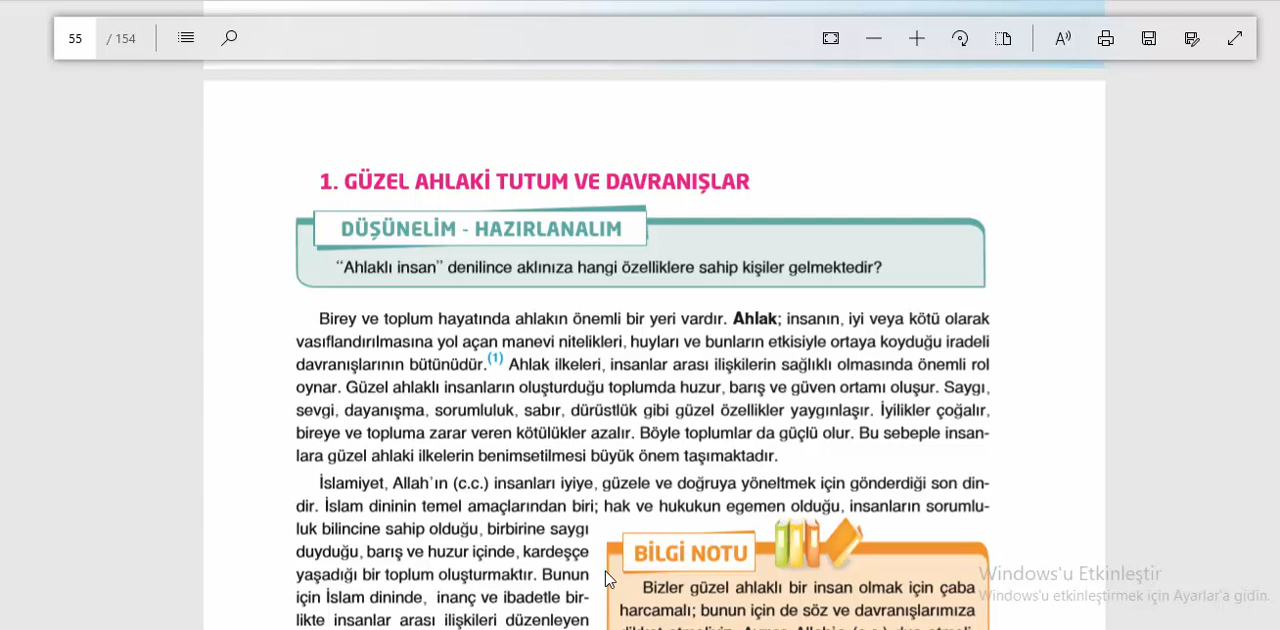 55 / 154
1. GÜZEL AHLAKİ TUTUM VE DAVRANIŞLAR
DÜŞÜNELİM - HAZIRLANALIM
“Ahlaklı insan” denilince aklınıza hangi özelliklere sahip kişiler gelmektedir?
Birey ve toplum hayatında ahlakın önemli bir yeri vardır. Ahlak; insanın, iyi veya kötü olarak
vasıflandırılmasına yol açan manevi nitelikleri, huyları ve bunların etkisiyle ortaya koyduğu iradeli
davranışlarının bütünüdür.(1) Ahlak ilkeleri, insanlar arası ilişkilerin sağlıklı olmasında önemli rol
oynar. Güzel ahlaklı insanların oluşturduğu toplumda huzur, barış ve güven ortamı oluşur. Saygı,
sevgi, dayanışma, sorumluluk, sabır, dürüstlük gibi güzel özellikler yaygınlaşır. İyilikler çoğalır,
bireye ve topluma zarar veren kötülükler azalır. Böyle toplumlar da güçlü olur. Bu sebeple insan-
lara güzel ahlaki ilkelerin benimsetilmesi büyük önem taşımaktadır.
İslamiyet, Allah’ın (c.c.) insanları iyiye, güzele ve doğruya yöneltmek için gönderdiği son din-
dir. İslam dininin temel amaçlarından biri; hak ve hukukun egemen olduğu, insanların sorumlu-
luk bilincine sahip olduğu, birbirine saygı
duyduğu, barış ve huzur içinde, kardeşçe
yaşadığı bir toplum oluşturmaktır. Bunun
için İslam dininde, inanç ve ibadetle bir-
likte insanlar arası ilişkileri düzenleyen
BİLGİ NOTU
Bizler güzel ahlaklı bir insan olmak için çaba
harcamalı; bunun için de söz ve davranışlarımıza
Windows'u Etkinleştir
Windows'u etkinleştirmek için Ayarlar'a gidin.